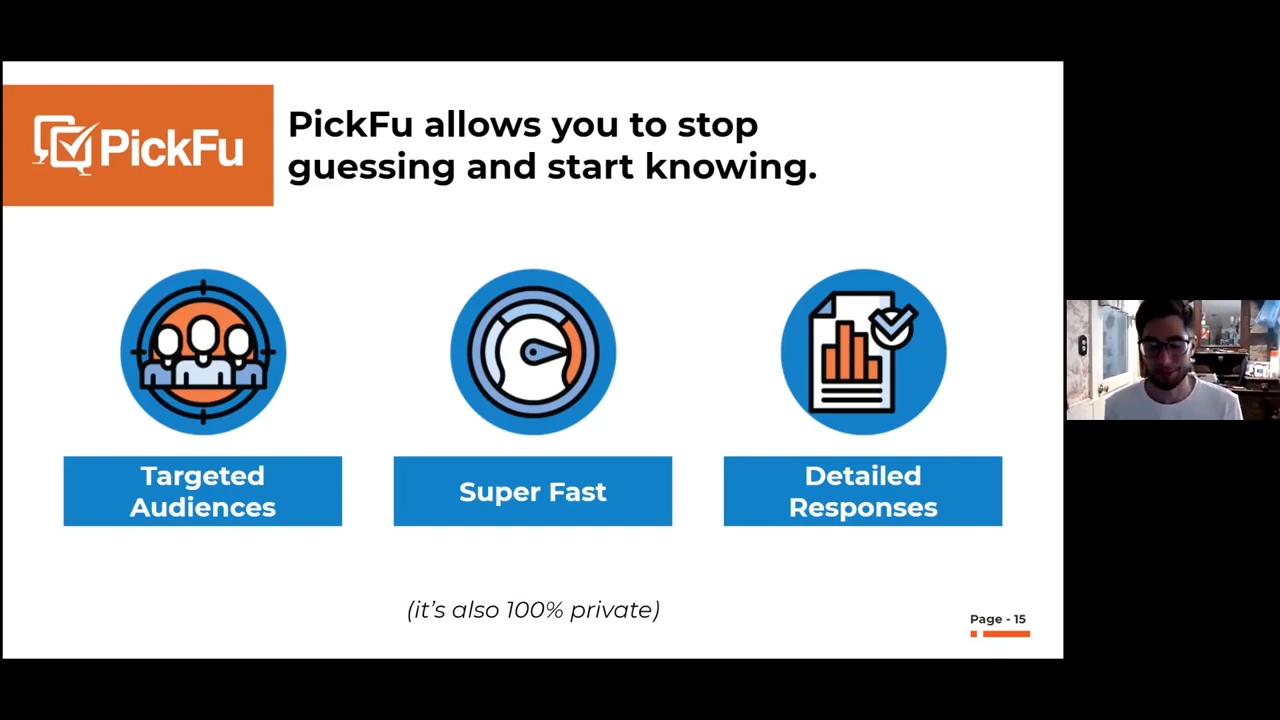 PickFu
PickFu allows you to stop
guessing and start knowing.
Targeted
Audiences
Super Fast
Detailed
Responses
(it's also 100% private)
Page - 15